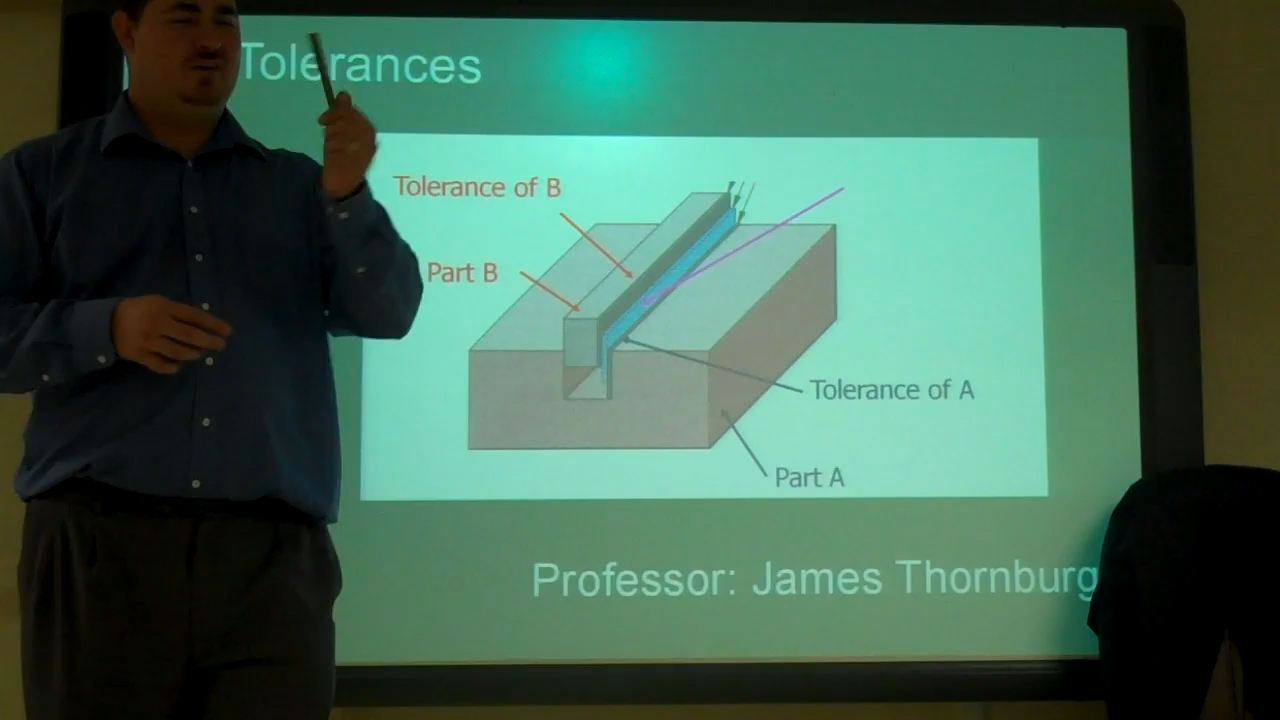 Tolerances
Tolerance of B
Part B
Tolerance of A
Part A
Professor: James Thornburg